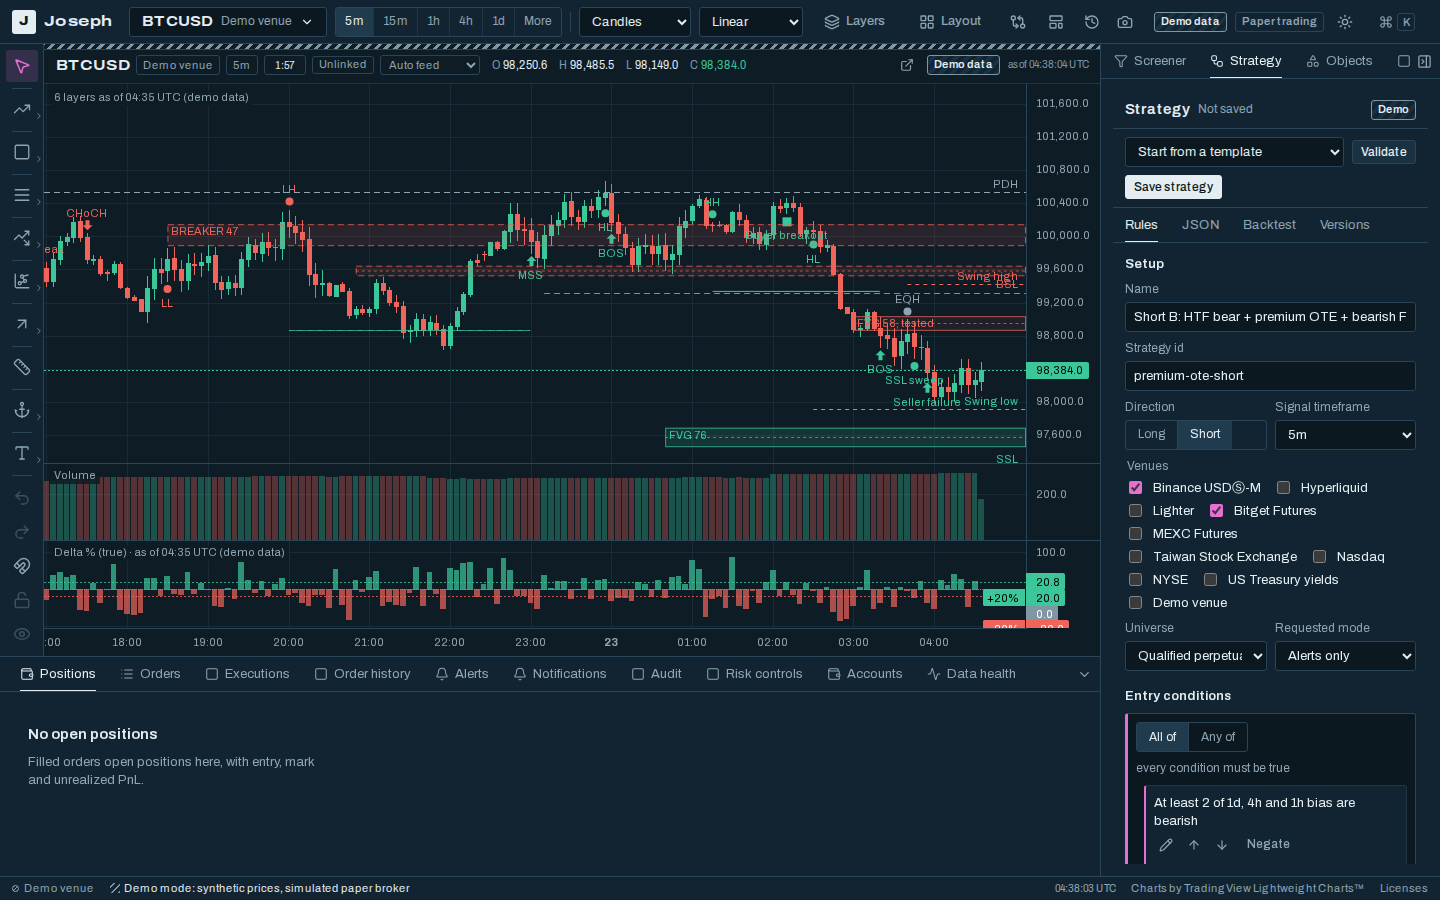 J Joseph
BTCUSD Demo venue
5m 15m 1h 4h 1d More
Candles
Linear
Layers
Layout
Demo data
Paper trading
⌘ K
BTCUSD Demo venue 5m 1:57 Unlinked Auto feed O 98,250.6 H 98,485.5 L 98,149.0 C 98,384.0
Demo data as of 04:38:04 UTC
6 layers as of 04:35 UTC (demo data)
101,600.0
101,200.0
100,800.0
PDH
LH
100,400.0
CHoCH
HH
BREAKER 47
HL
100,000.0
BOS
HL
MSS
99,600.0
Swing high
BSL
LL
EQH
99,200.0
FVG 58, tested
98,800.0
BOS
98,384.0
SSL sweep
Seller failure Swing low
98,000.0
FVG 76
97,600.0
SSL
Volume
200.0
Delta % (true) · as of 04:35 UTC (demo data)
100.0
20.8
+20% 20.0
0.0
:00 18:00 19:00 20:00 21:00 22:00 23:00 23 01:00 02:00 03:00 04:00
Positions Orders Executions Order history Alerts Notifications Audit Risk controls Accounts Data health
No open positions
Filled orders open positions here, with entry, mark
and unrealized PnL.
Screener Strategy Objects
Strategy Not saved Demo
Start from a template Validate
Save strategy
Rules JSON Backtest Versions
Setup
Name
Short B: HTF bear + premium OTE + bearish F
Strategy id
premium-ote-short
Direction Signal timeframe
Long Short 5m
Venues
Binance USDⓈ-M Hyperliquid
Lighter Bitget Futures
MEXC Futures
Taiwan Stock Exchange Nasdaq
NYSE US Treasury yields
Demo venue
Universe Requested mode
Qualified perpetua Alerts only
Entry conditions
All of Any of
every condition must be true
At least 2 of 1d, 4h and 1h bias are
bearish
Negate
Demo venue Demo mode: synthetic prices, simulated paper broker
04:38:03 UTC Charts by TradingView Lightweight Charts™ Licenses